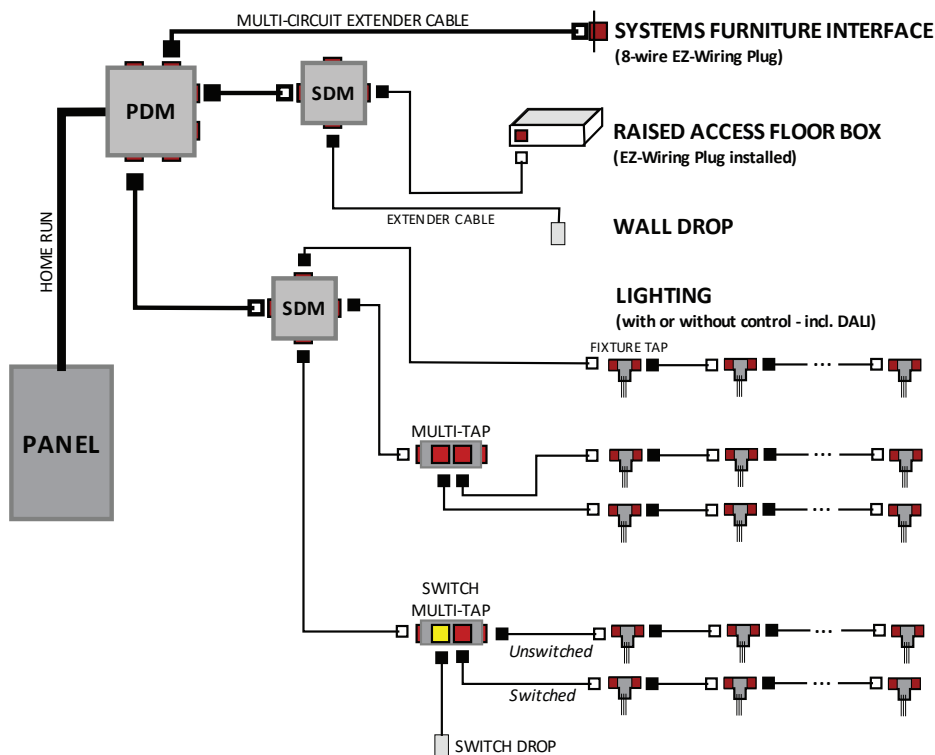 MULTI-CIRCUIT EXTENDER CABLE
SYSTEMS FURNITURE INTERFACE
(8-wire EZ-Wiring Plug)
PDM
SDM
RAISED ACCESS FLOOR BOX
(EZ-Wiring Plug installed)
EXTENDER CABLE
WALL DROP
HOME RUN
SDM
LIGHTING
(with or without control - incl. DALI)
FIXTURE TAP
...
PANEL
MULTI-TAP
...
...
SWITCH
MULTI-TAP
Unswitched
...
Switched
...
SWITCH DROP